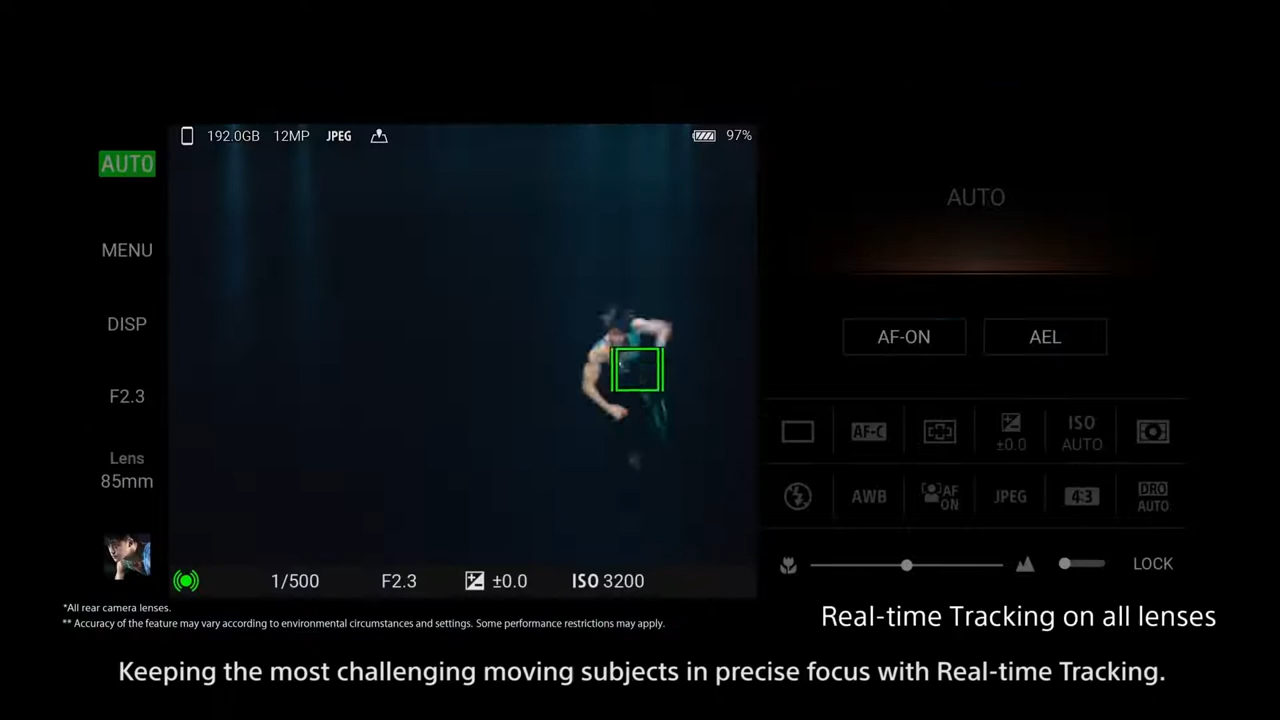 192.0GB 12MP JPEG 97%
AUTO
MENU
DISP
F2.3
Lens
85mm
1/500 F2.3 ±0.0 ISO 3200
AUTO
AF-ON AEL
AF-C ±0.0 ISO AUTO
AWB AF ON JPEG 4:3 DRO AUTO
LOCK
*All rear camera lenses.
** Accuracy of the feature may vary according to environmental circumstances and settings. Some performance restrictions may apply.
Real-time Tracking on all lenses
Keeping the most challenging moving subjects in precise focus with Real-time Tracking.